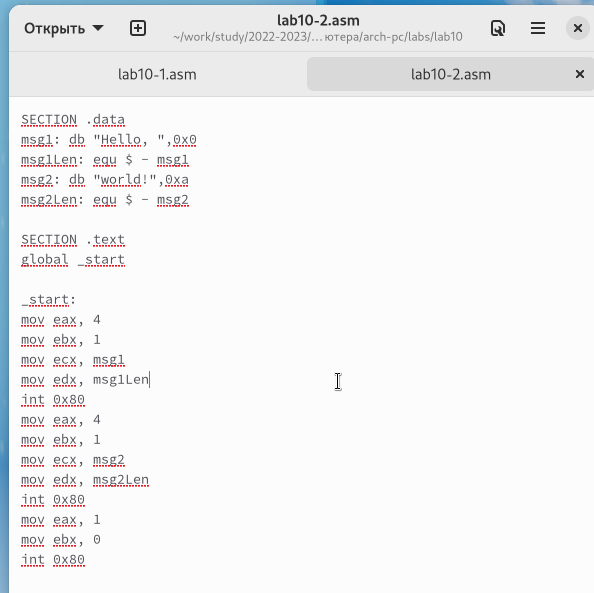 Открыть
lab10-2.asm
~/work/study/2022-2023/…ютера/arch-pc/labs/lab10
lab10-1.asm
lab10-2.asm
SECTION .data
msg1: db "Hello, ",0x0
msg1Len: equ $ - msg1
msg2: db "world!",0xa
msg2Len: equ $ - msg2
SECTION .text
global _start
_start:
mov eax, 4
mov ebx, 1
mov ecx, msg1
mov edx, msg1Len
int 0x80
mov eax, 4
mov ebx, 1
mov ecx, msg2
mov edx, msg2Len
int 0x80
mov eax, 1
mov ebx, 0
int 0x80